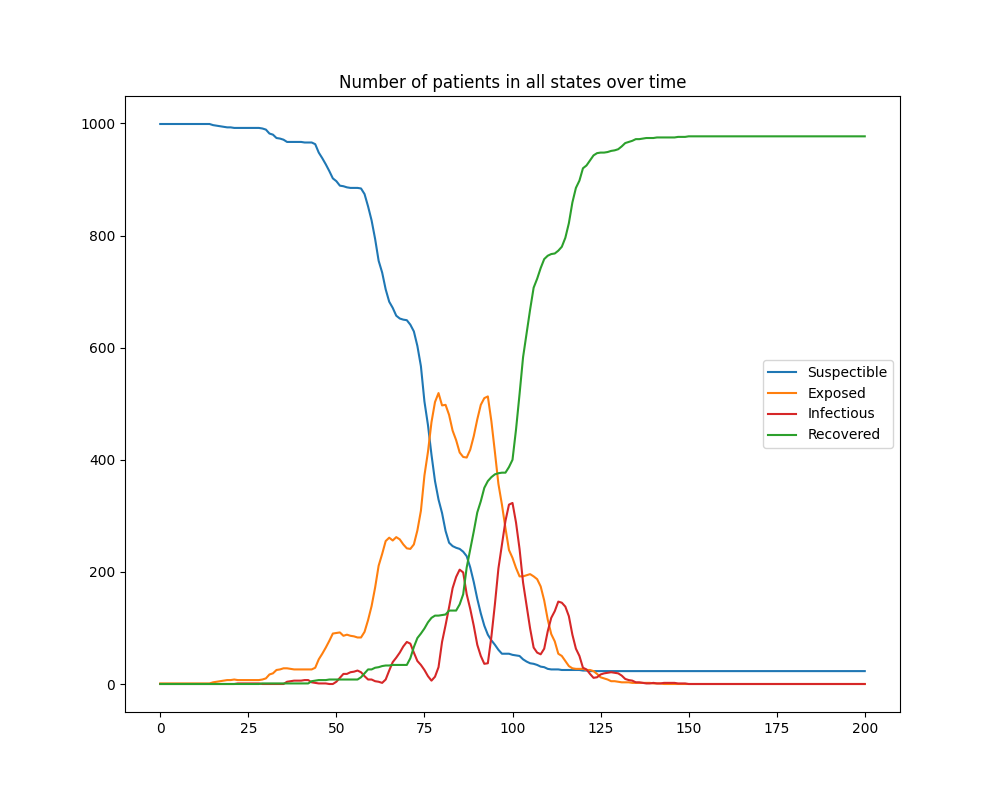 Number of patients in all states over time
1000
800
600
400
200
0
Suspectible
Exposed
Infectious
Recovered
0 25 50 75 100 125 150 175 200